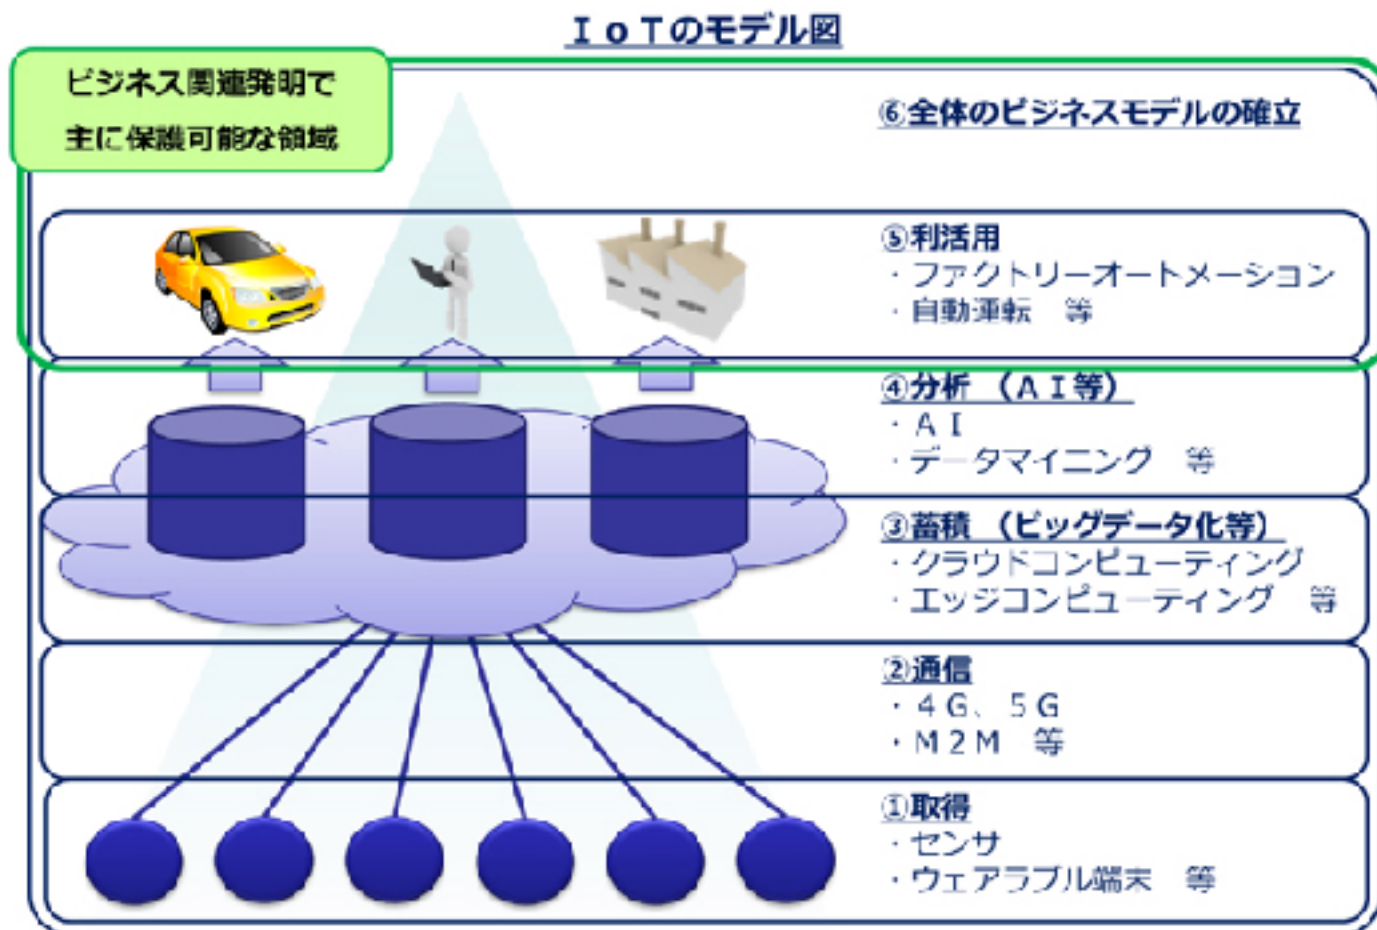 ＩｏＴのモデル図
ビジネス関連発明で
主に保護可能な領域
⑥全体のビジネスモデルの確立
⑤利活用
・ファクトリーオートメーション
・自動運転　等
④分析　（ＡＩ等）
・ＡＩ
・データマイニング　等
③蓄積　（ビッグデータ化等）
・クラウドコンピューティング
・エッジコンピューティング　等
②通信
・４Ｇ、５Ｇ
・Ｍ２Ｍ　等
①取得
・センサ
・ウェアラブル端末　等